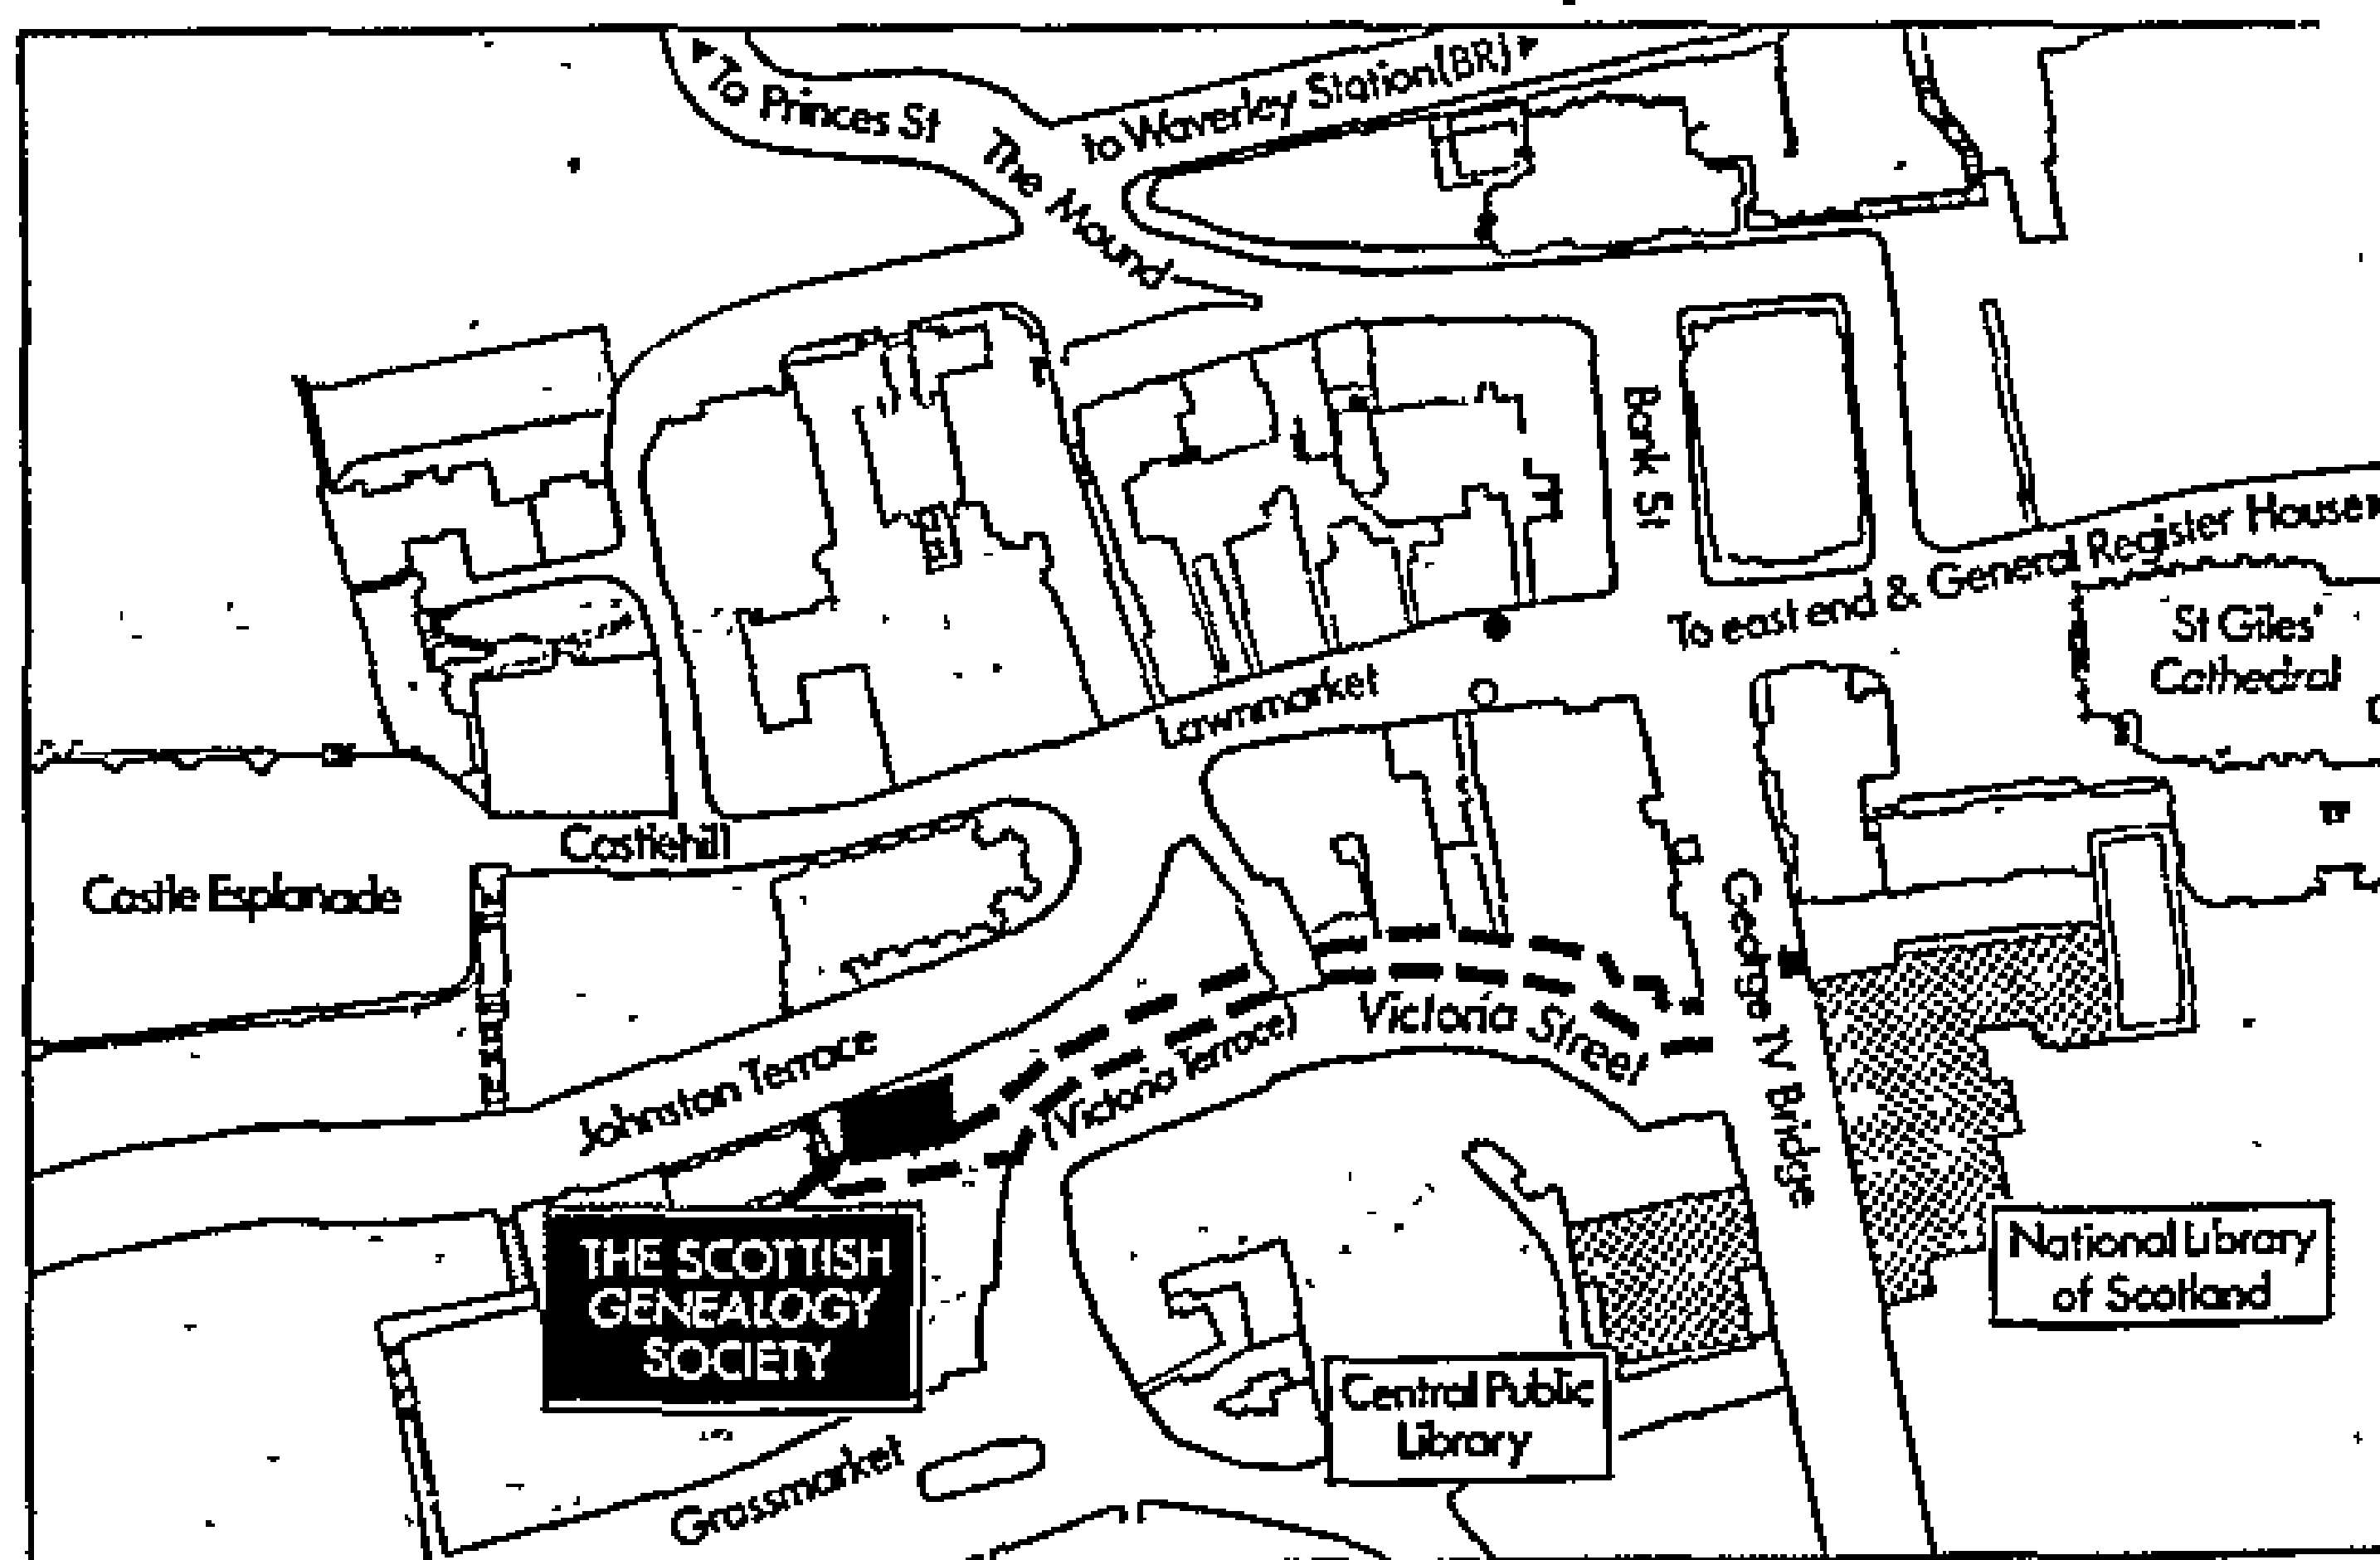 To Princes St
to Waverley Station (BR)
The Mound
Bank St
To east end & General Register House
St Giles'
Cathedral
Lawnmarket
Castlehill
Castle Esplanade
George IV Bridge
Victoria Street
(Victoria Terrace)
Johnston Terrace
THE SCOTTISH
GENEALOGY
SOCIETY
National Library
of Scotland
Central Public
Library
Grassmarket